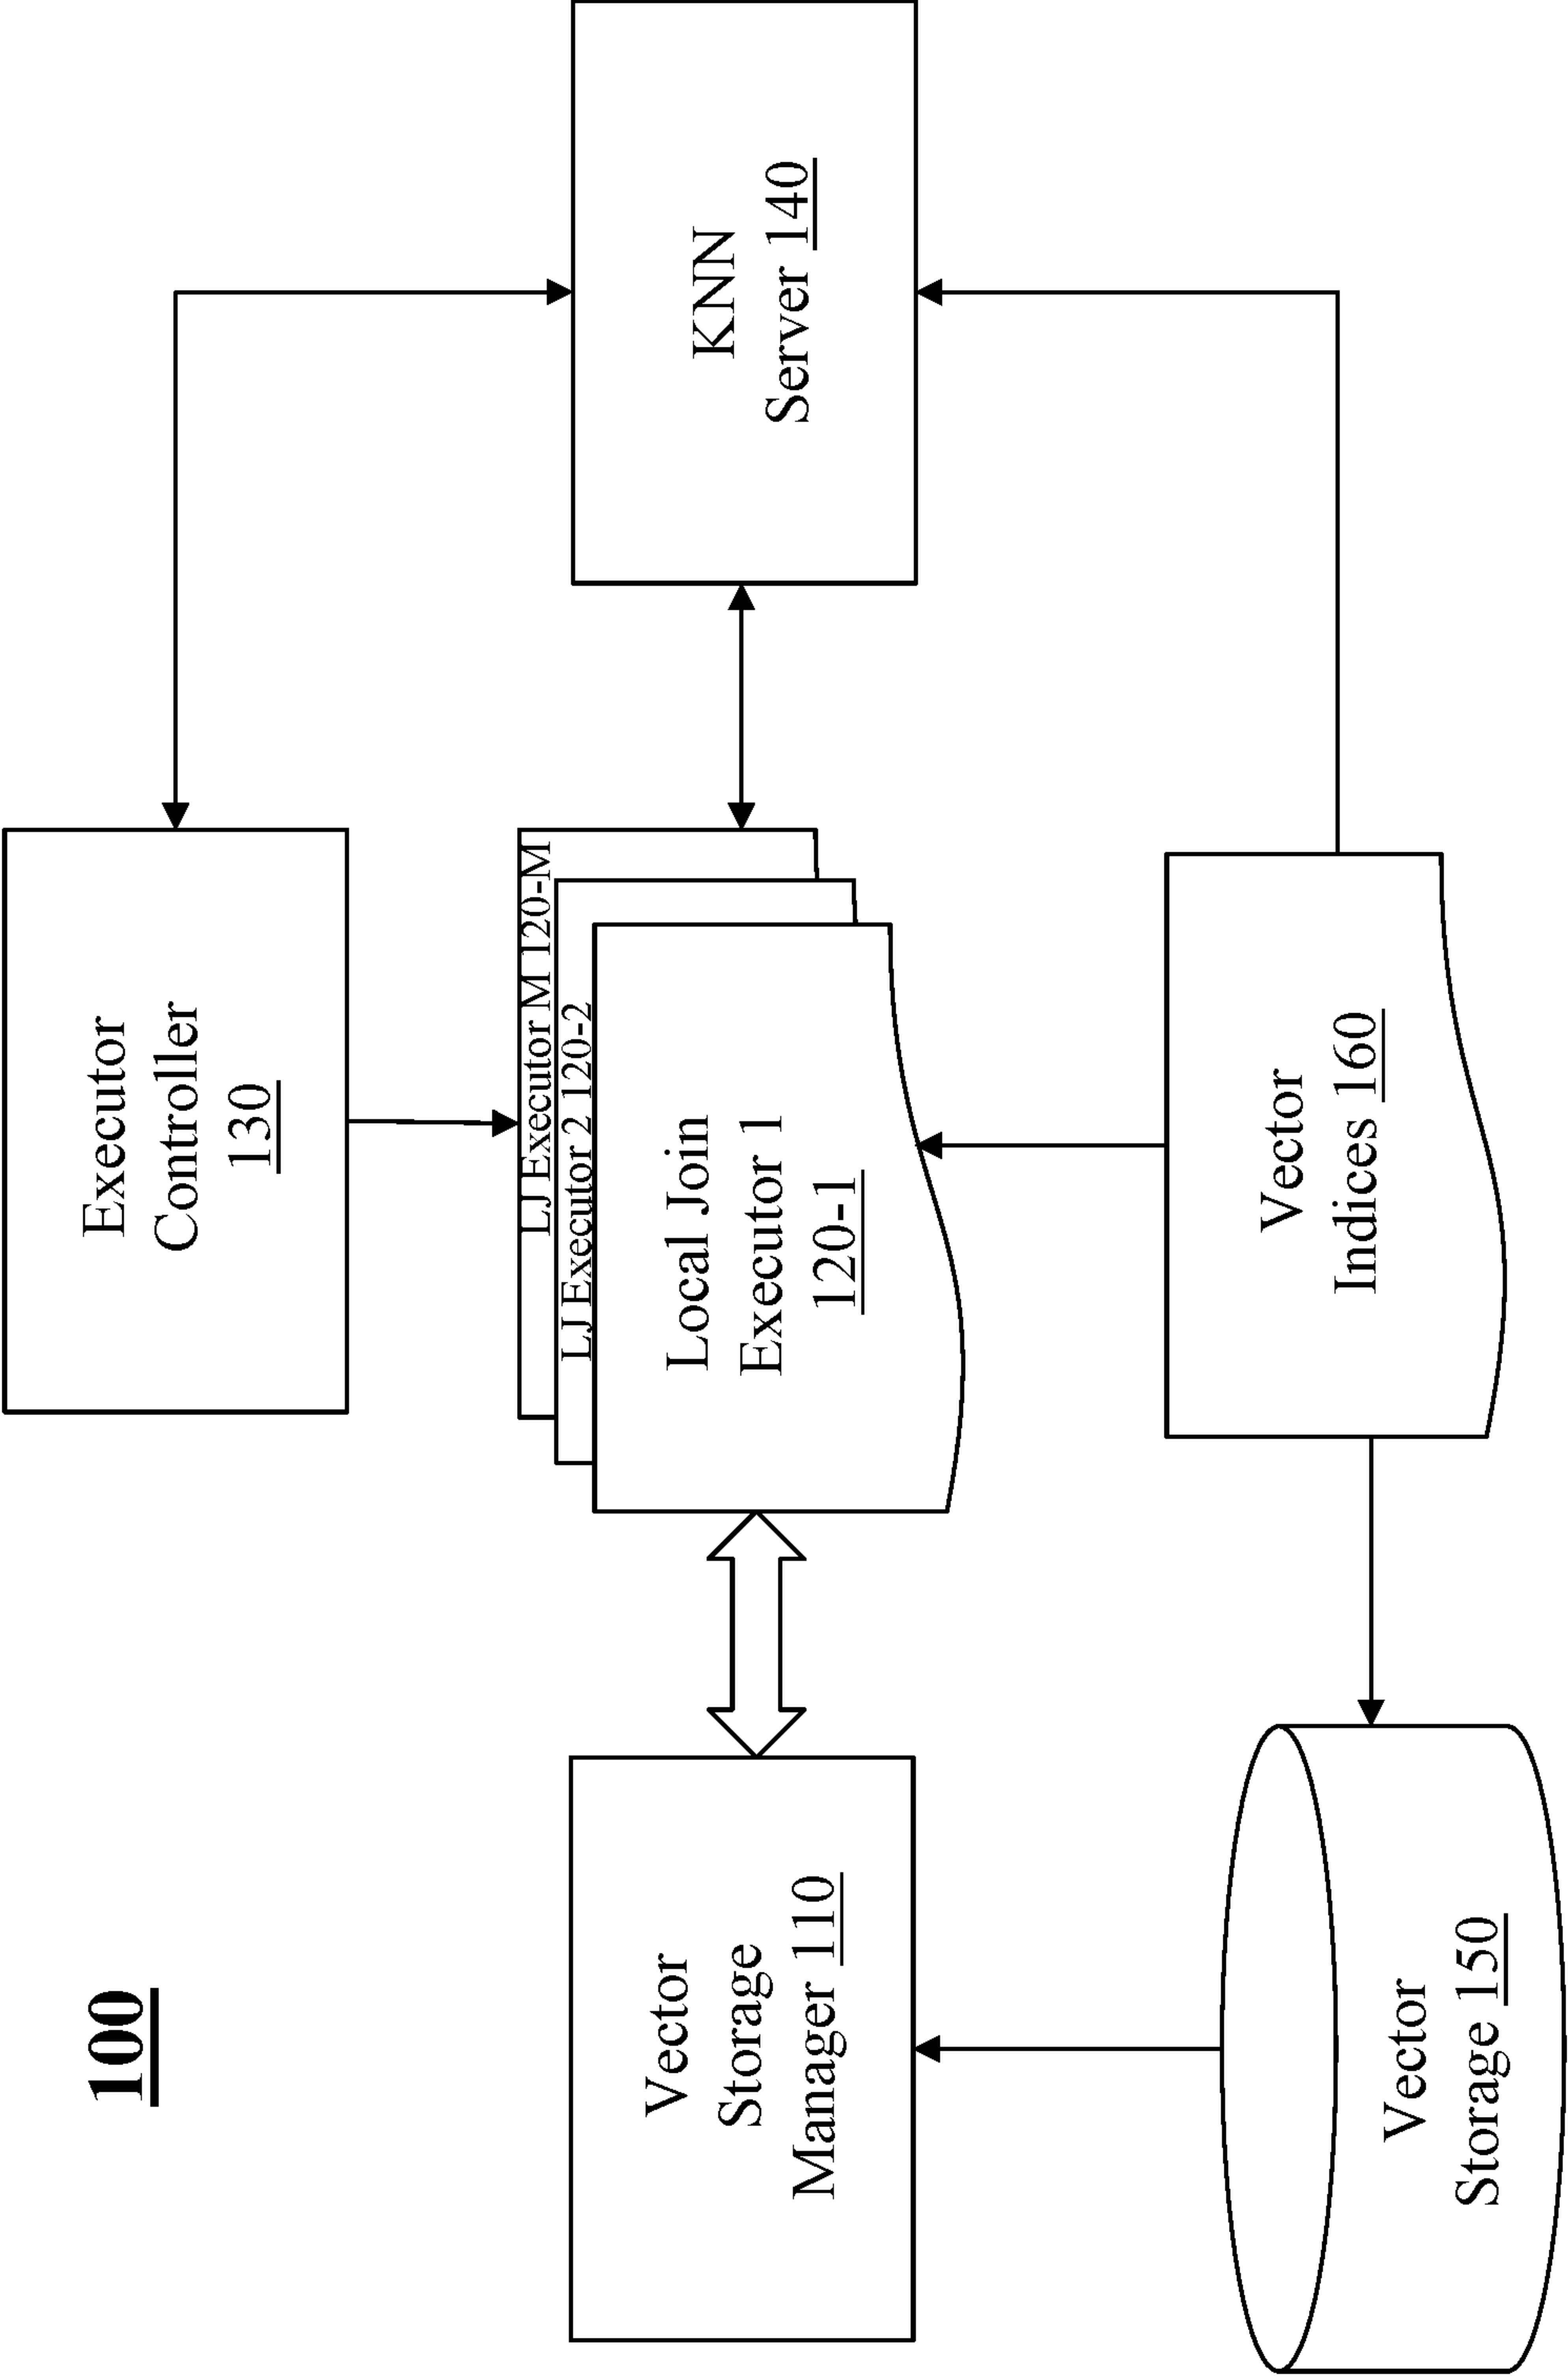 100
Executor
Controller
130
Vector
Storage
Manager 110
LJ Executor M 120-M
LJ Executor 2 120-2
Local Join
Executor 1
120-1
KNN
Server 140
Vector
Storage 150
Vector
Indices 160